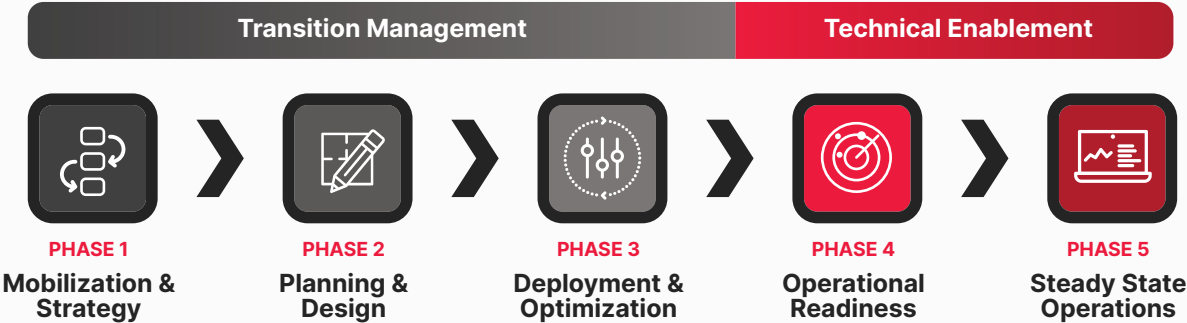 Transition Management
Technical Enablement
PHASE 1
Mobilization &
Strategy
PHASE 2
Planning &
Design
PHASE 3
Deployment &
Optimization
PHASE 4
Operational
Readiness
PHASE 5
Steady State
Operations